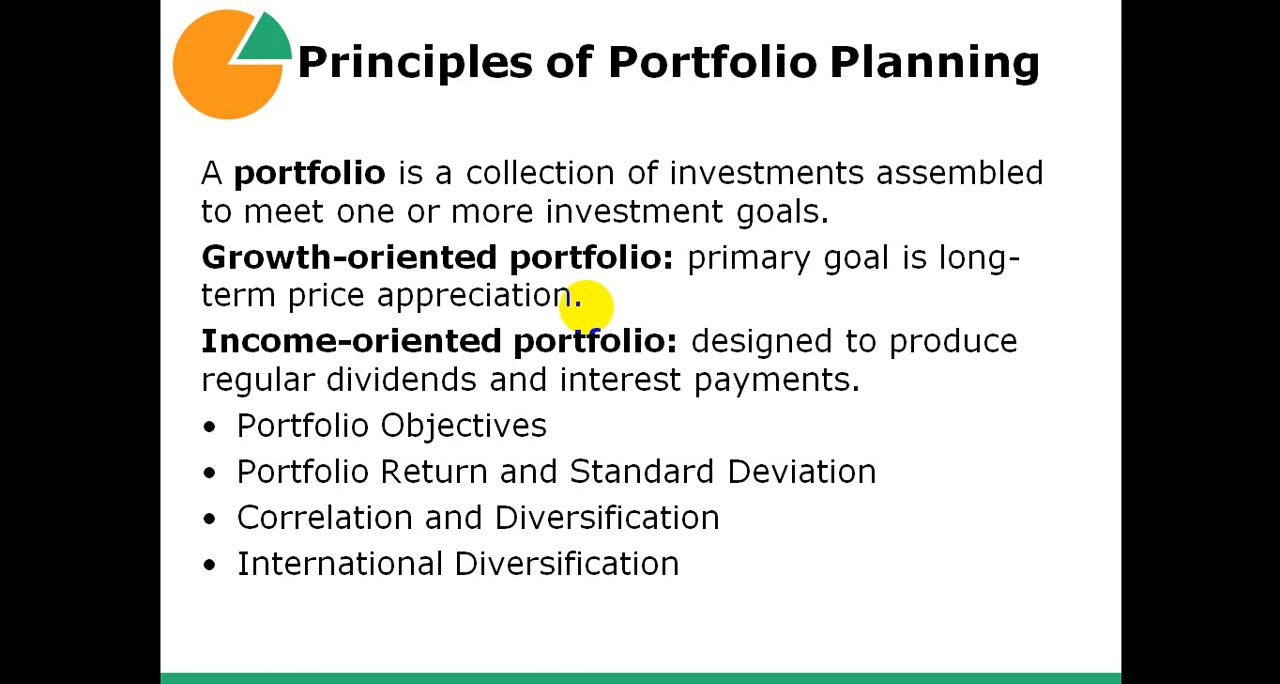 Principles of Portfolio Planning
A portfolio is a collection of investments assembled
to meet one or more investment goals.
Growth-oriented portfolio: primary goal is long-
term price appreciation.
Income-oriented portfolio: designed to produce
regular dividends and interest payments.
• Portfolio Objectives
• Portfolio Return and Standard Deviation
• Correlation and Diversification
• International Diversification